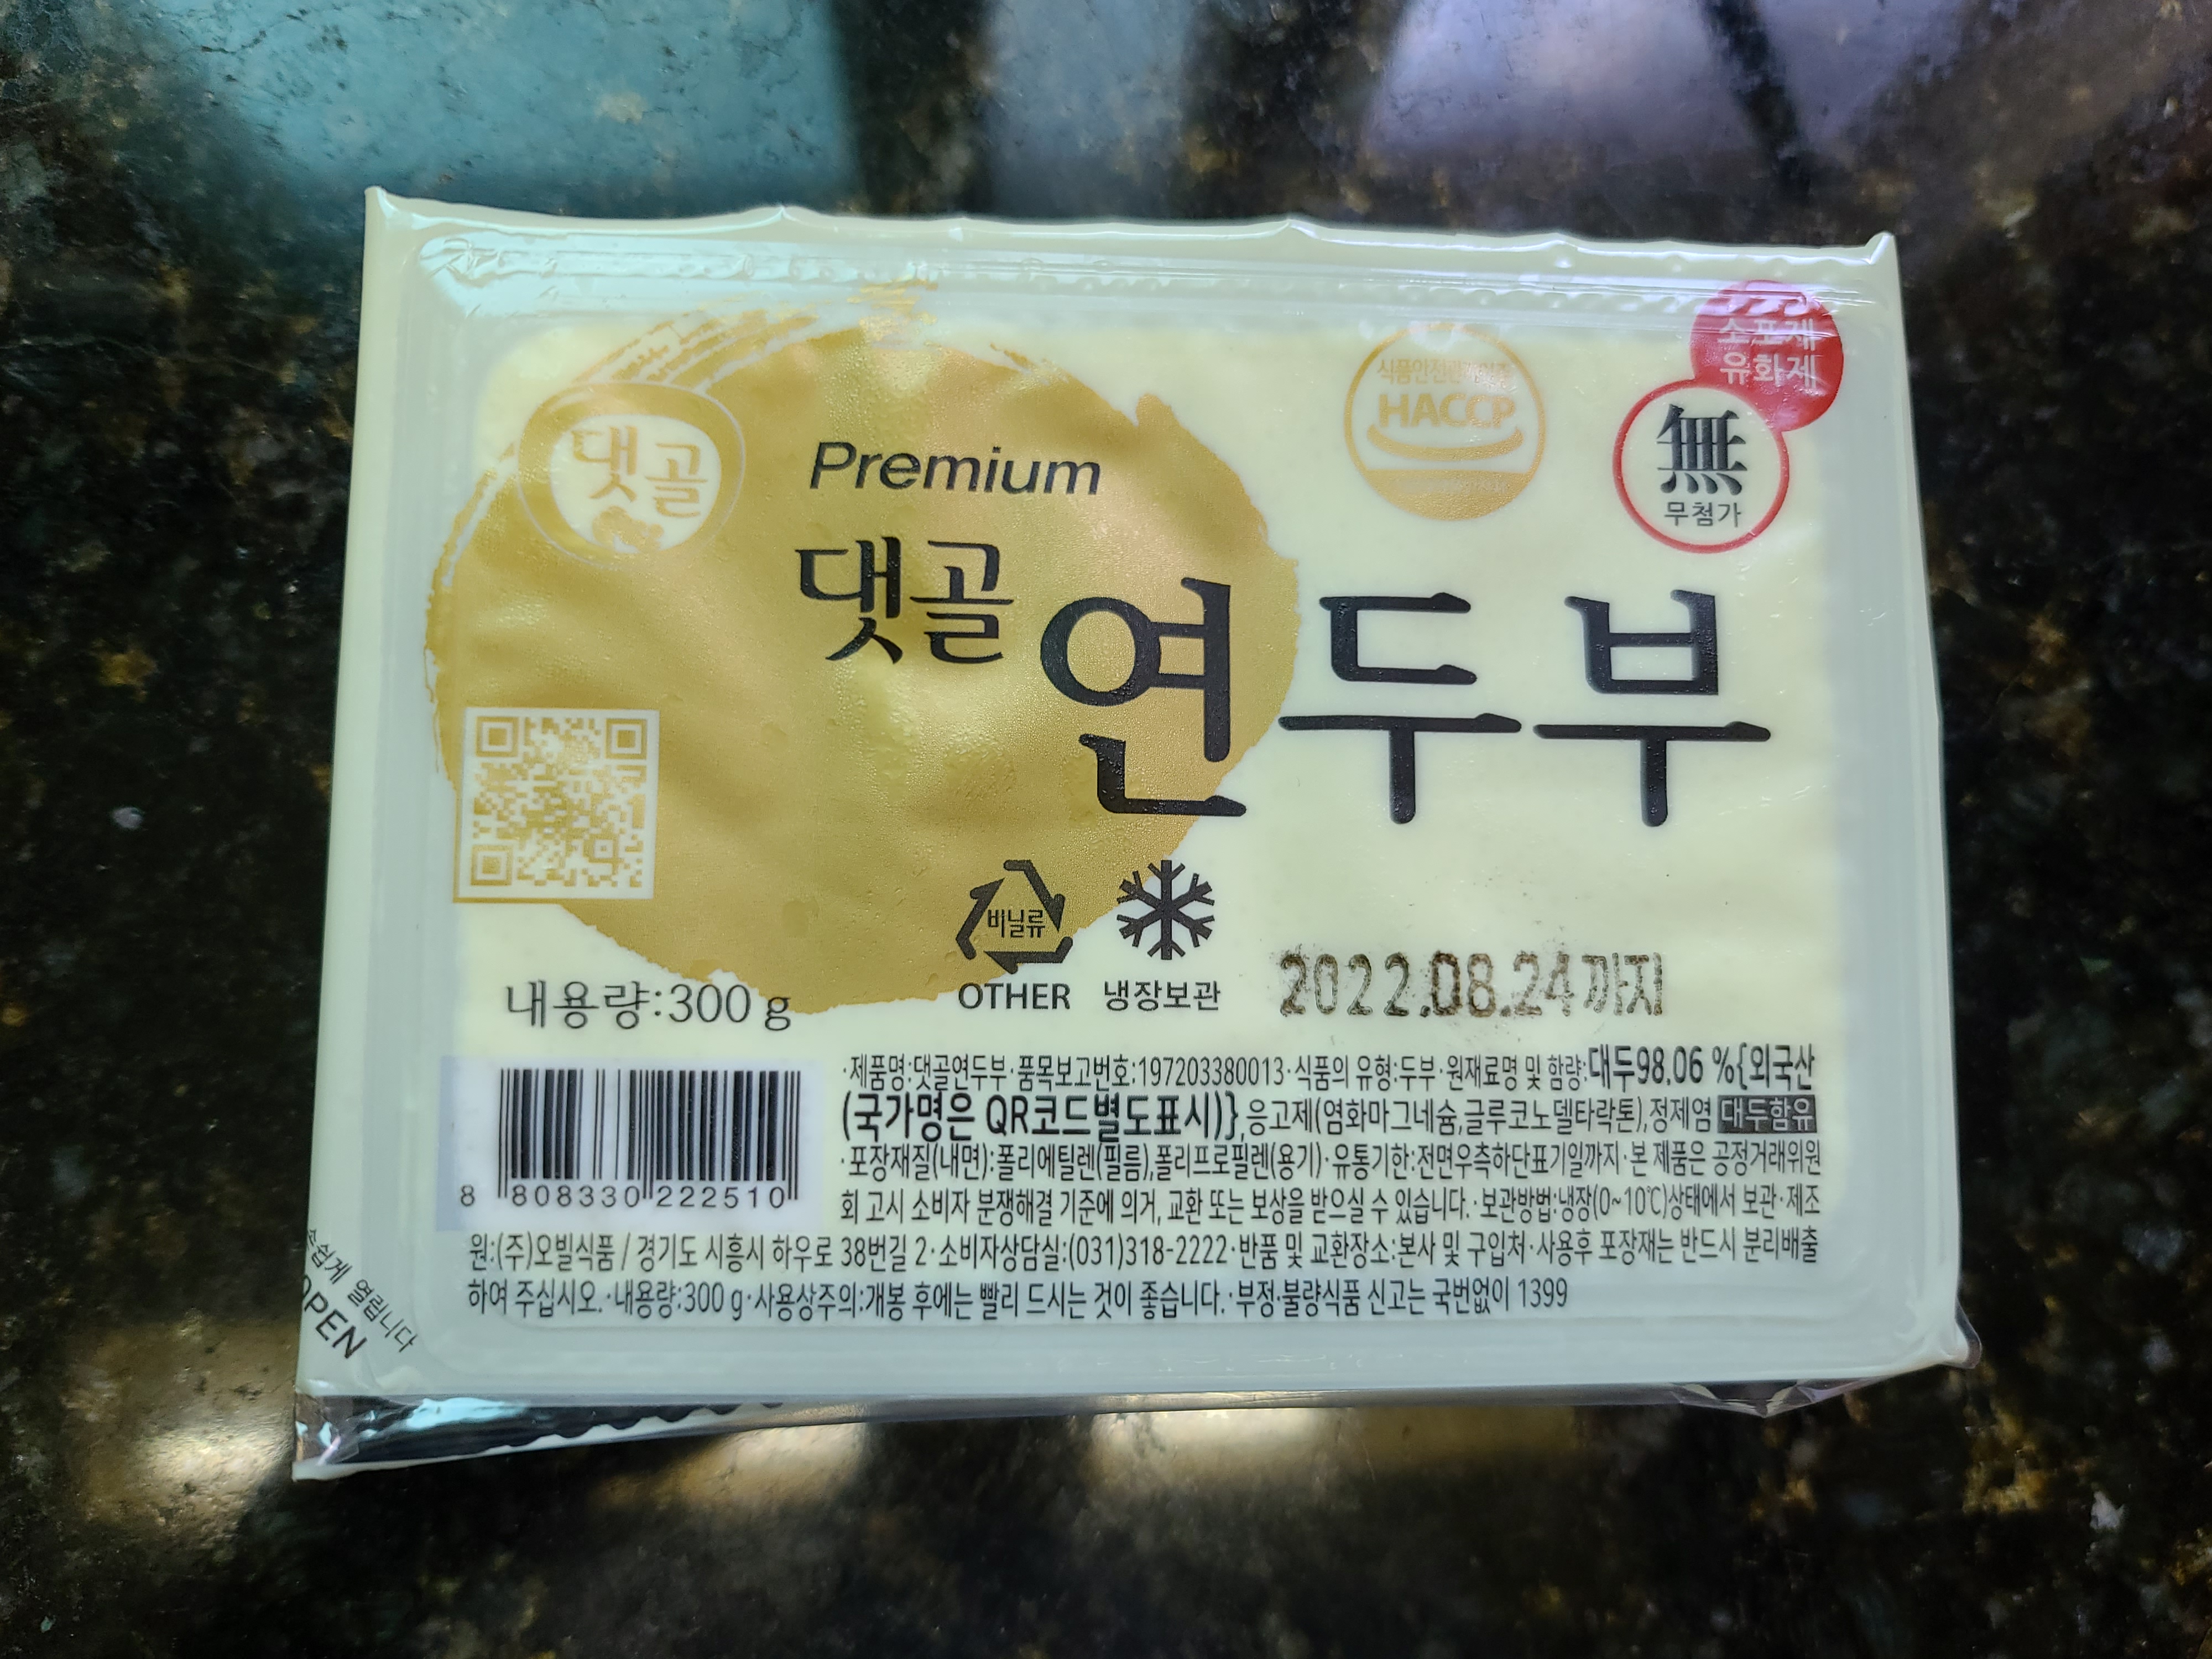 댓골
Premium
댓골
연두부
HACCP
소포제
유화제
無
무첨가
비닐류
OTHER
냉장보관
2022.08.24까지
내용량:300 g
8 808330 222510
·제품명:댓골연두부·품목보고번호:197203380013·식품의 유형:두부·원재료명 및 함량:대두98.06 %{외국산
(국가명은 QR코드별도표시)},응고제(염화마그네슘,글루코노델타락톤),정제염 대두함유
·포장재질(내면):폴리에틸렌(필름),폴리프로필렌(용기)·유통기한:전면우측하단표기일까지·본 제품은 공정거래위원
회 고시 소비자 분쟁해결 기준에 의거, 교환 또는 보상을 받으실 수 있습니다.·보관방법:냉장(0~10℃)상태에서 보관·제조
원:(주)오빌식품 / 경기도 시흥시 하우로 38번길 2·소비자상담실:(031)318-2222·반품 및 교환장소:본사 및 구입처·사용후 포장재는 반드시 분리배출
하여 주십시오.·내용량:300 g·사용상주의:개봉 후에는 빨리 드시는 것이 좋습니다.·부정·불량식품 신고는 국번없이 1399
쉽게 열립니다
OPEN